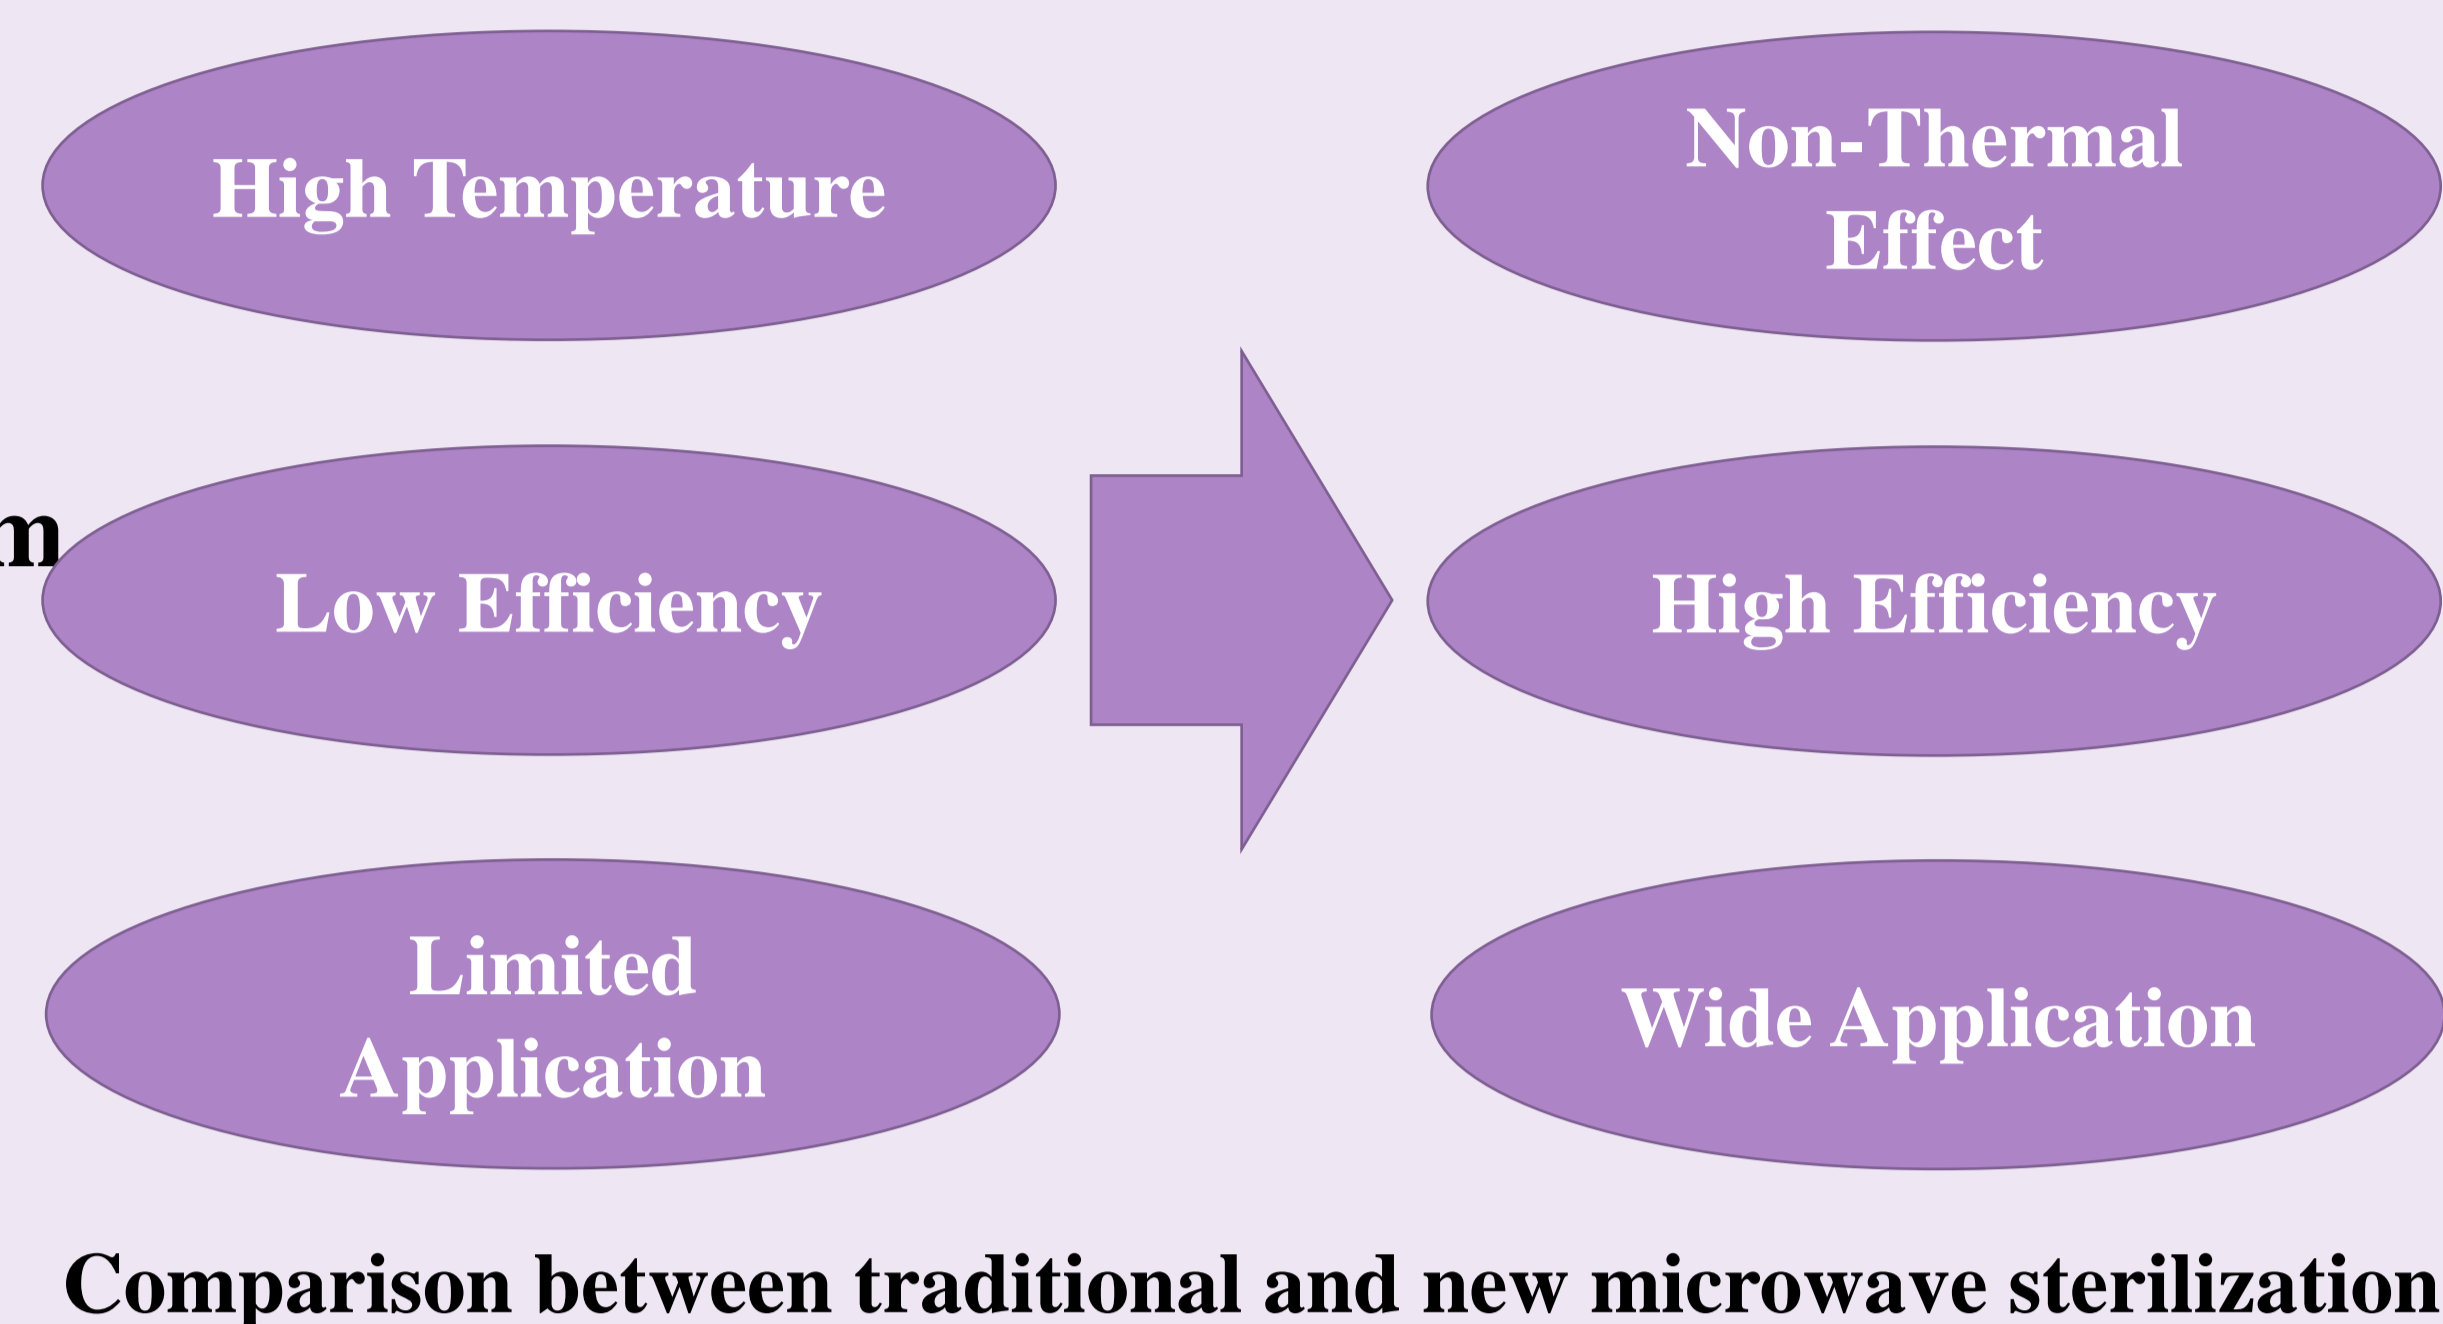 High Temperature
Non-Thermal
Effect
Low Efficiency
High Efficiency
Limited
Application
Wide Application
Comparison between traditional and new microwave sterilization